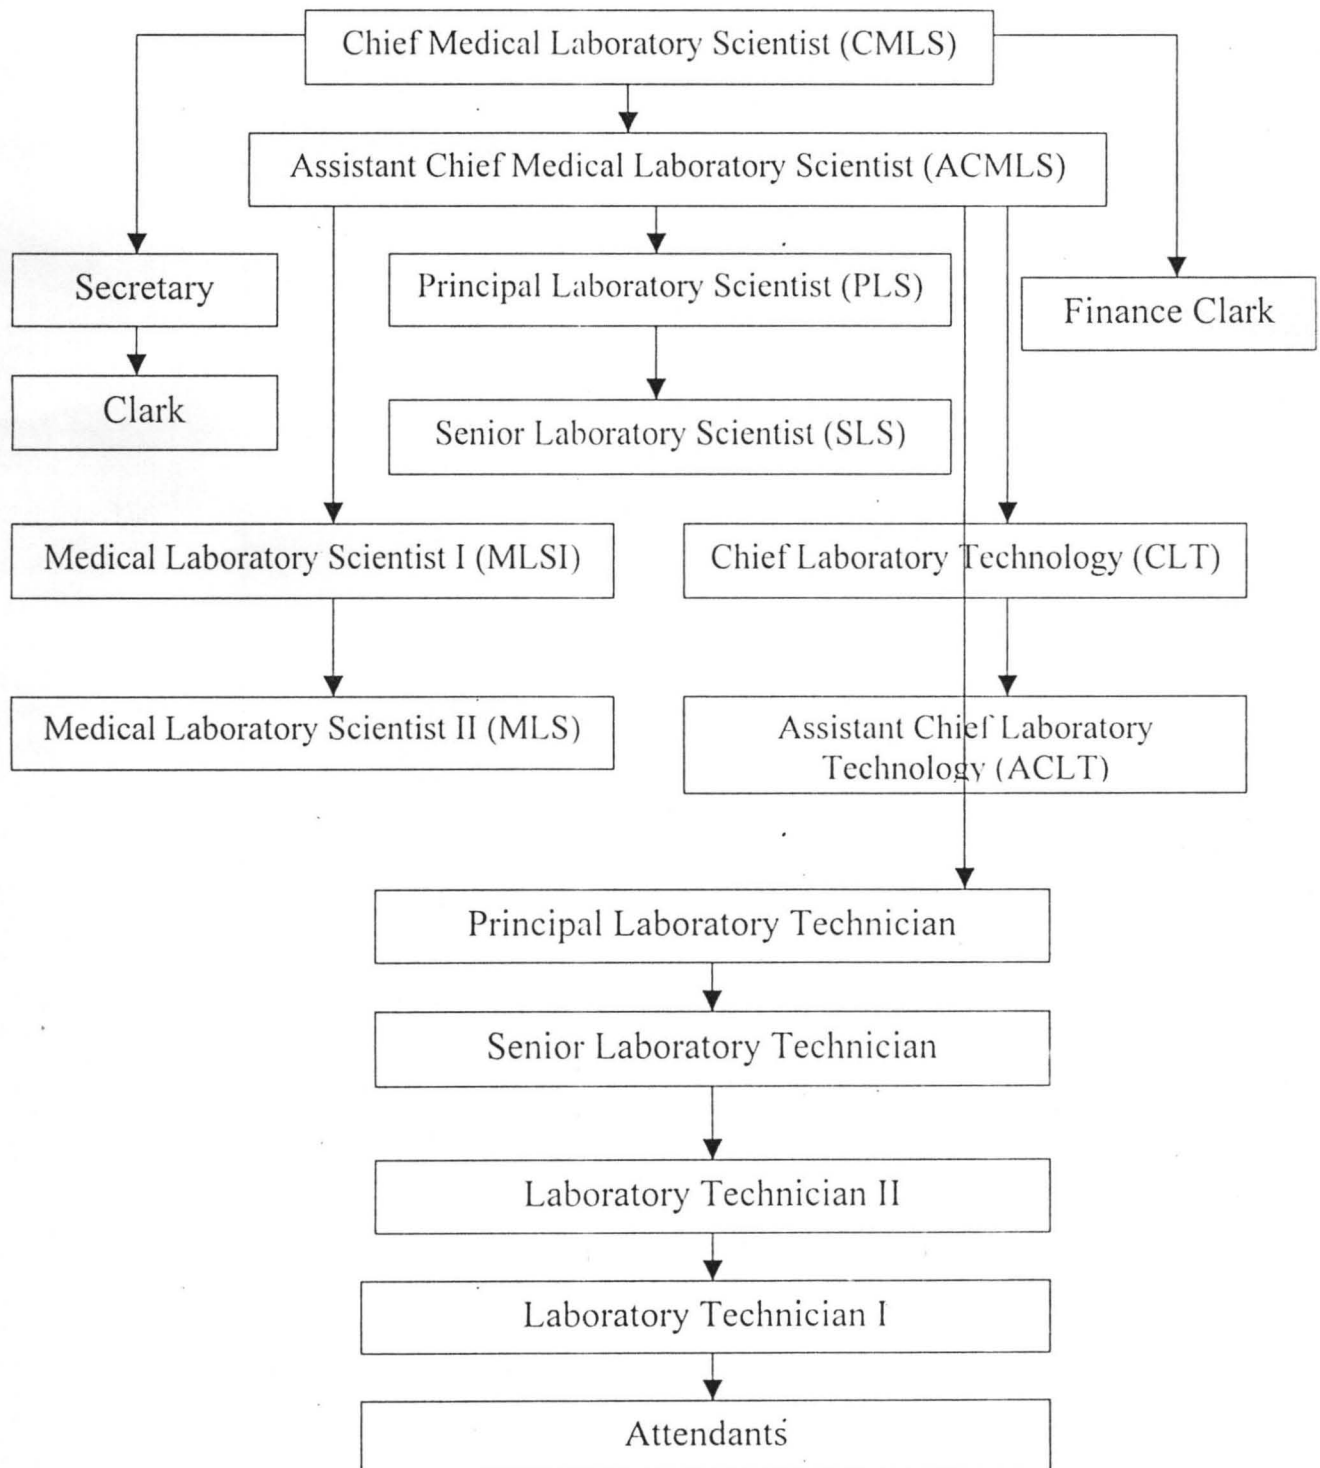 Chief Medical Laboratory Scientist (CMLS)
Assistant Chief Medical Laboratory Scientist (ACMLS)
Secretary
Principal Laboratory Scientist (PLS)
Finance Clark
Clark
Senior Laboratory Scientist (SLS)
Medical Laboratory Scientist I (MLSI)
Chief Laboratory Technology (CLT)
Medical Laboratory Scientist II (MLS)
Assistant Chief Laboratory
Technology (ACLT)
Principal Laboratory Technician
Senior Laboratory Technician
Laboratory Technician II
Laboratory Technician I
Attendants